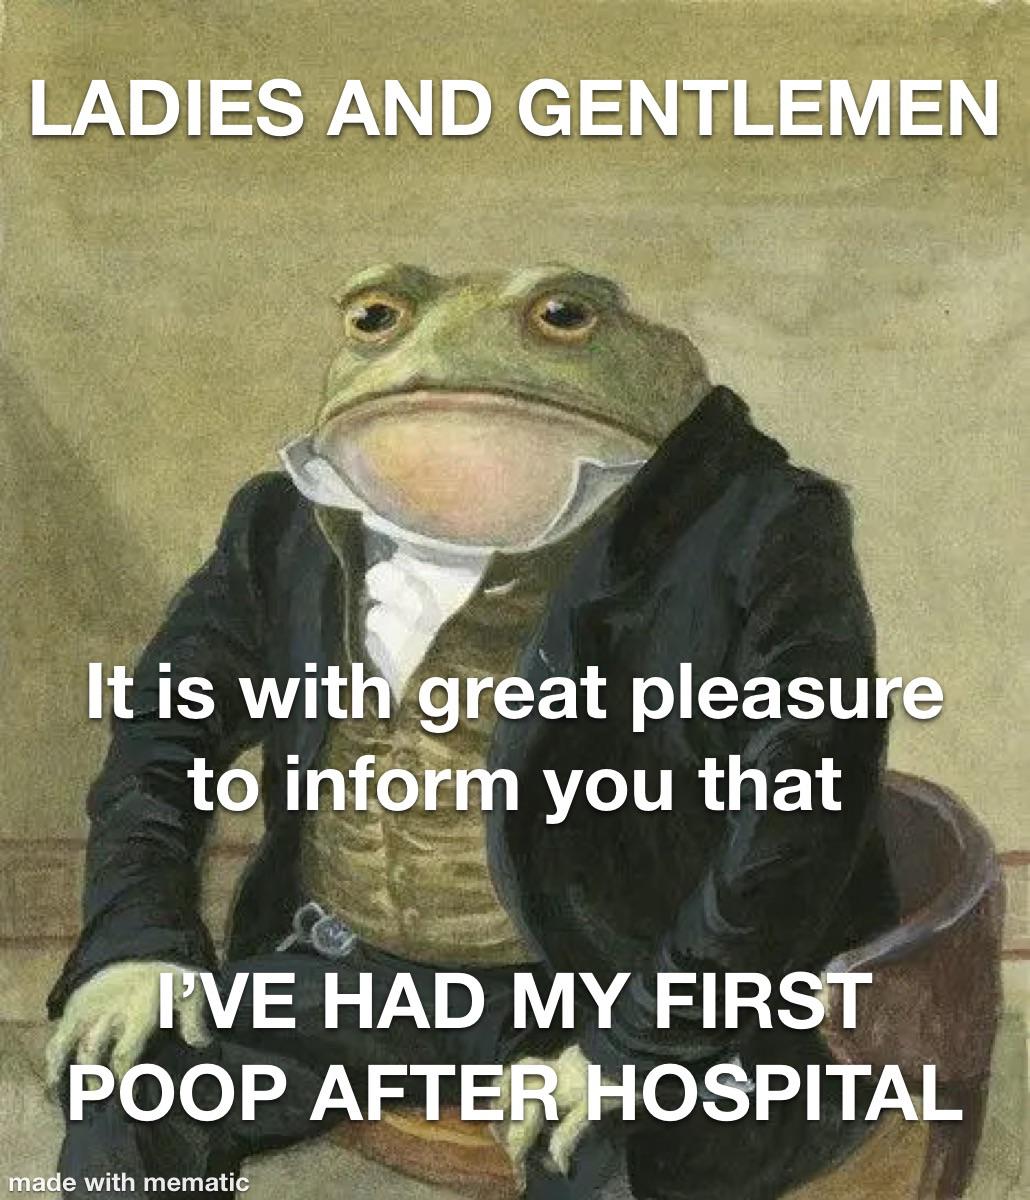 LADIES AND GENTLEMEN
It is with great pleasure
to inform you that
I’VE HAD MY FIRST
POOP AFTER HOSPITAL
made with mematic